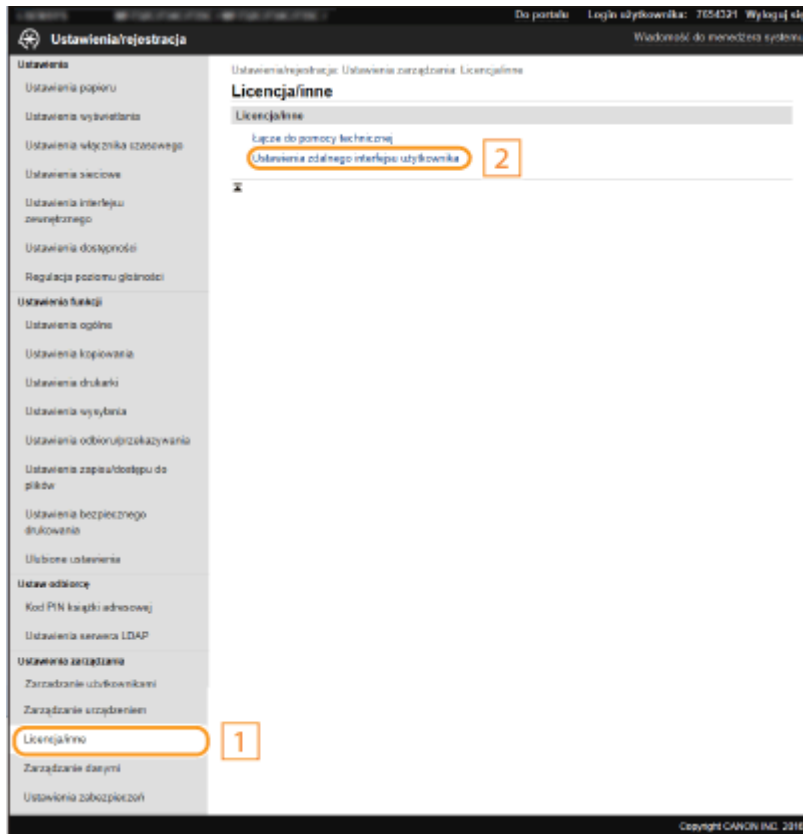 Do portalu Login użytkownika: 7654321 Wyloguj się
Ustawienia/rejestracja
Wiadomość do menedżera systemu
Ustawienia
Ustawienia papieru
Ustawienia wyświetlania
Ustawienia włącznika czasowego
Ustawienia sieciowe
Ustawienia interfejsu
zewnętrznego
Ustawienia dostępności
Regulacja poziomu głośności
Ustawienia funkcji
Ustawienia ogólne
Ustawienia kopiowania
Ustawienia drukarki
Ustawienia wysyłania
Ustawienia odbioru/przekazywania
Ustawienia zapisu/dostępu do
plików
Ustawienia bezpiecznego
drukowania
Ulubione ustawienia
Ustaw odbiorcę
Kod PIN książki adresowej
Ustawienia serwera LDAP
Ustawienia zarządzania
Zarządzanie użytkownikami
Zarządzanie urządzeniem
Licencja/inne
1
Zarządzanie danymi
Ustawienia zabezpieczeń
Ustawienia/rejestracja: Ustawienia zarządzania: Licencja/inne
Licencja/inne
Licencja/inne
Łącze do pomocy technicznej
Ustawienia zdalnego interfejsu użytkownika
2
Copyright CANON INC.